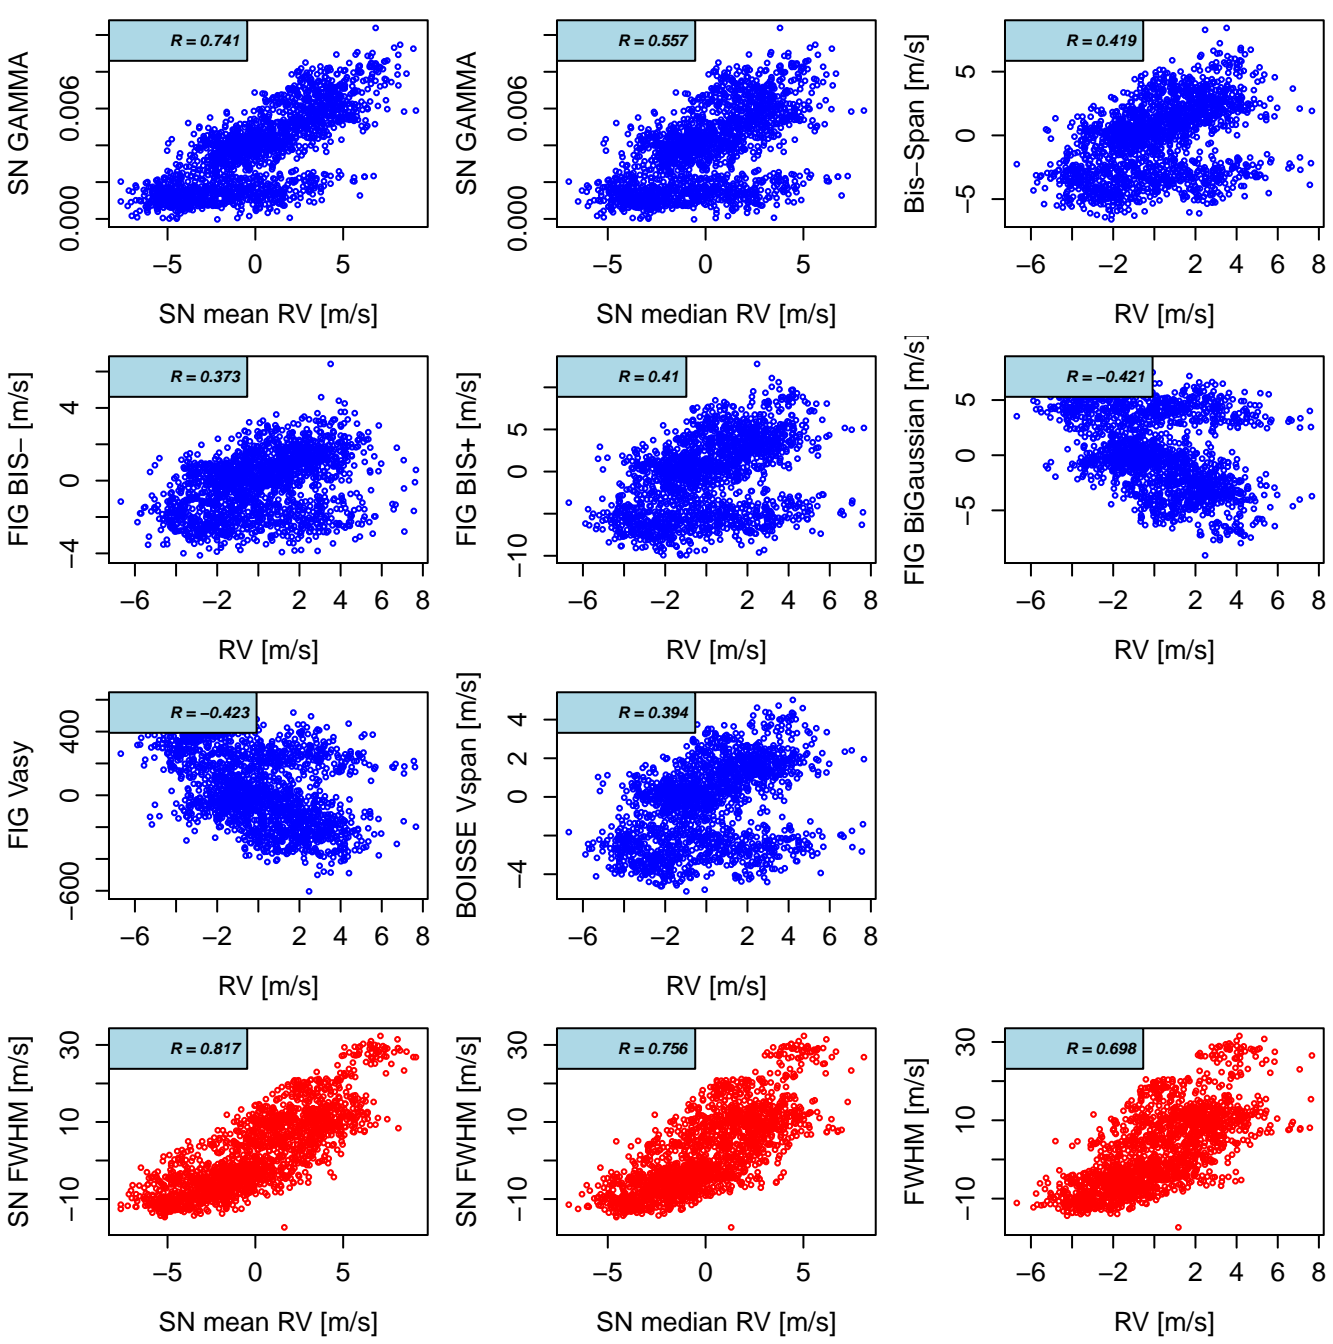 SN GAMMA
R = 0.741
0.000 0.006
−5 0 5
SN mean RV [m/s]
SN GAMMA
R = 0.557
0.000 0.006
−5 0 5
SN median RV [m/s]
Bis−Span [m/s]
R = 0.419
−5 0 5
−6 −2 2 4 6 8
RV [m/s]
FIG BIS− [m/s]
R = 0.373
−4 0 4
−6 −2 2 4 6 8
RV [m/s]
FIG BIS+ [m/s]
R = 0.41
−10 0 5
−6 −2 2 4 6 8
RV [m/s]
FIG BiGaussian [m/s]
R = −0.421
−5 0 5
−6 −2 2 4 6 8
RV [m/s]
FIG Vasy
R = −0.423
−600 0 400
−6 −2 2 4 6 8
RV [m/s]
BOISSE Vspan [m/s]
R = 0.394
−4 0 2 4
−6 −2 2 4 6 8
RV [m/s]
SN FWHM [m/s]
R = 0.817
−10 10 30
−5 0 5
SN mean RV [m/s]
SN FWHM [m/s]
R = 0.756
−10 10 30
−5 0 5
SN median RV [m/s]
FWHM [m/s]
R = 0.698
−10 10 30
−6 −2 2 4 6 8
RV [m/s]